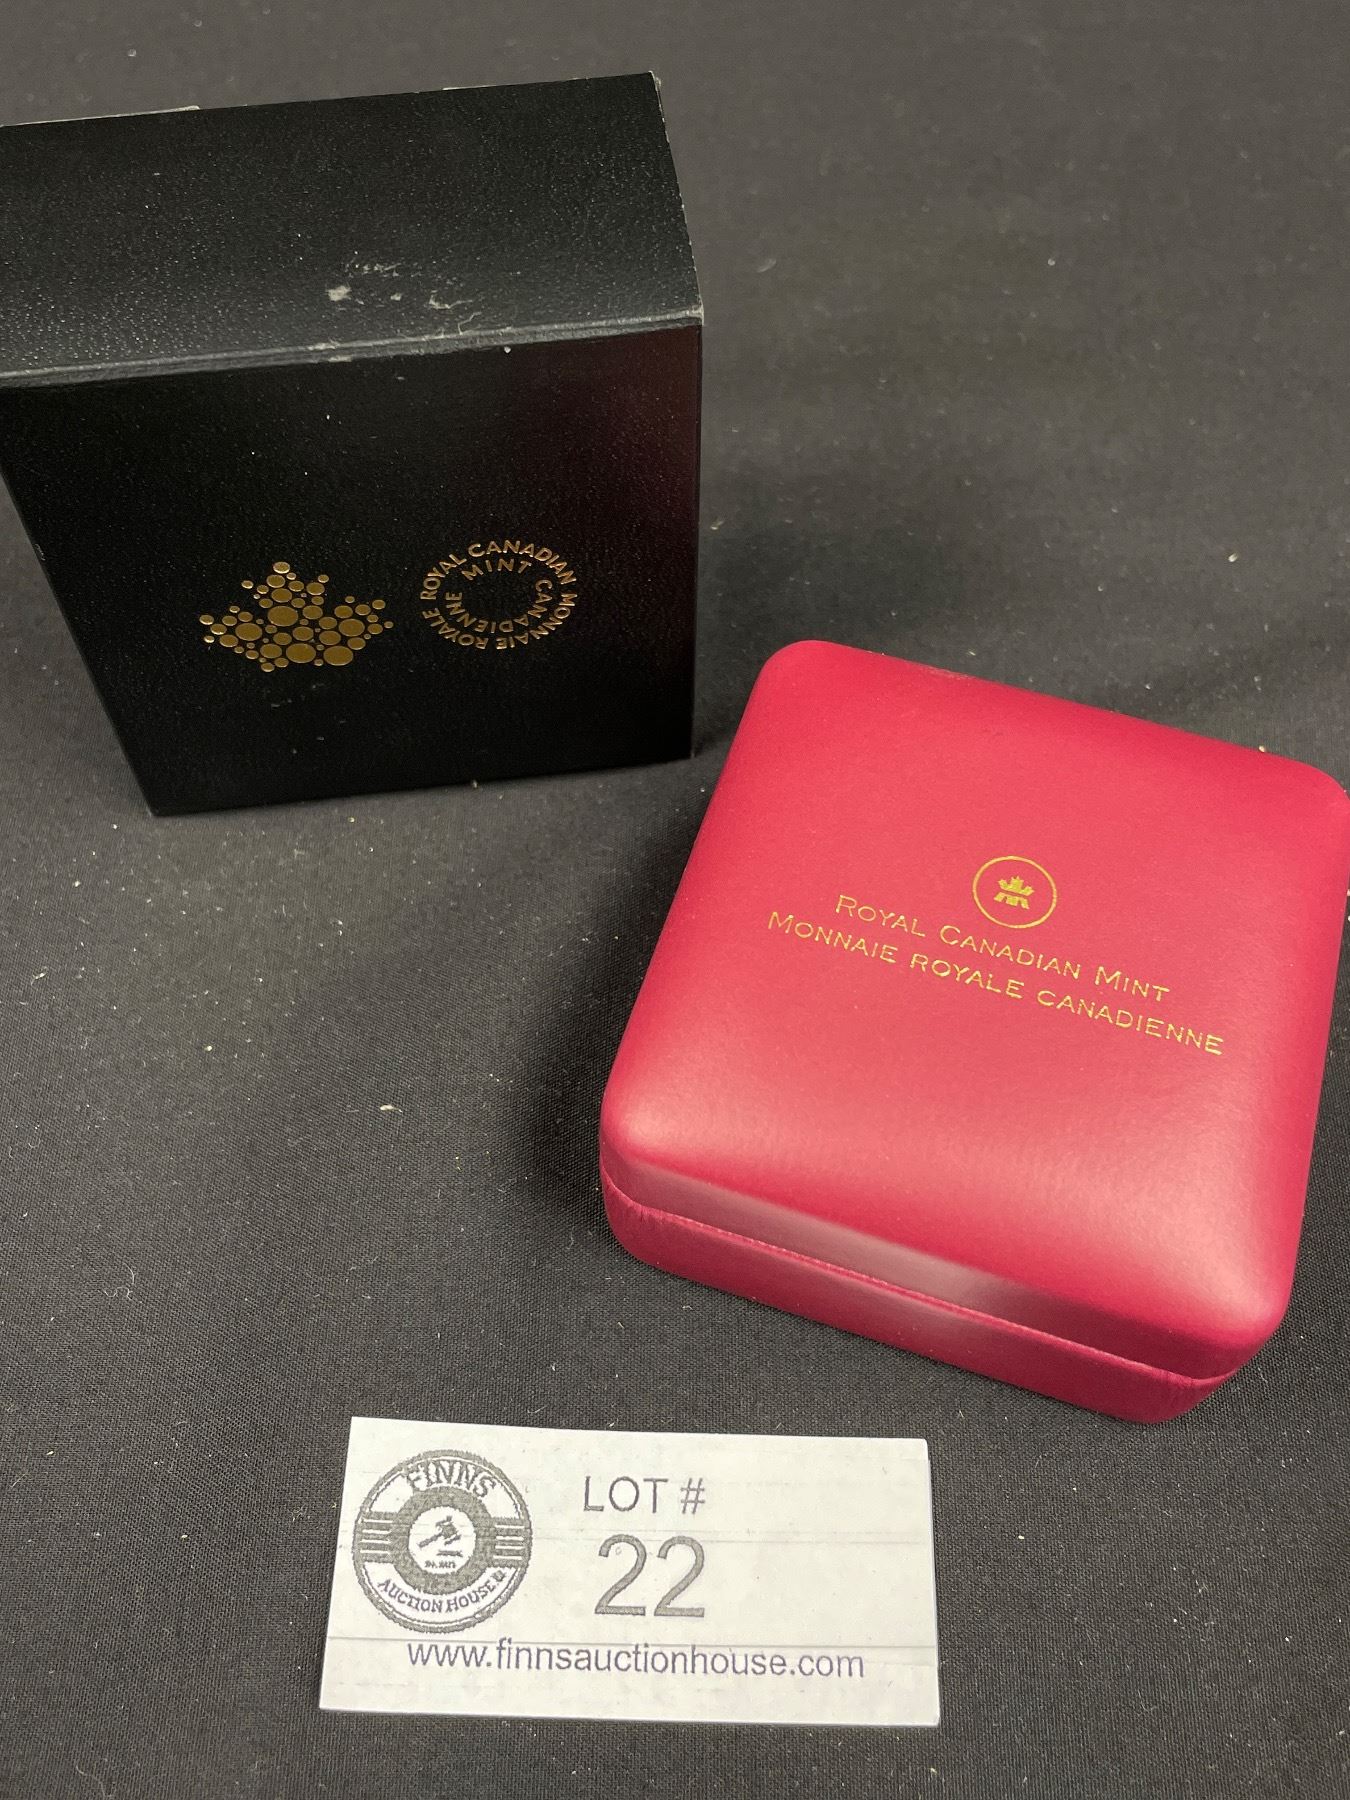 ROYAL CANADIAN MINT
MONNAIE ROYALE CANADIENNE
ROYAL CANADIAN MINT
MONNAIE ROYALE CANADIENNE
FINNS
AUCTION HOUSE
LOT #
22
www.finnsauctionhouse.com